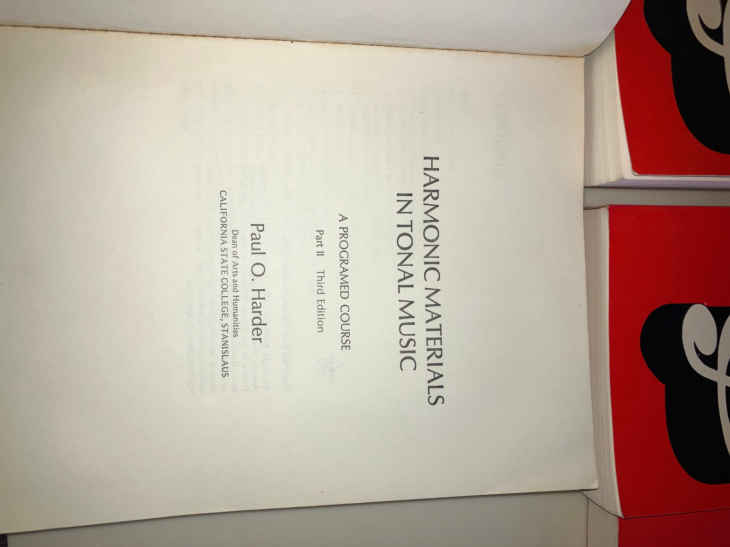 HARMONIC MATERIALS
IN TONAL MUSIC
A PROGRAMED COURSE
Part II Third Edition
Paul O. Harder
Dean of Arts and Humanities
CALIFORNIA STATE COLLEGE, STANISLAUS